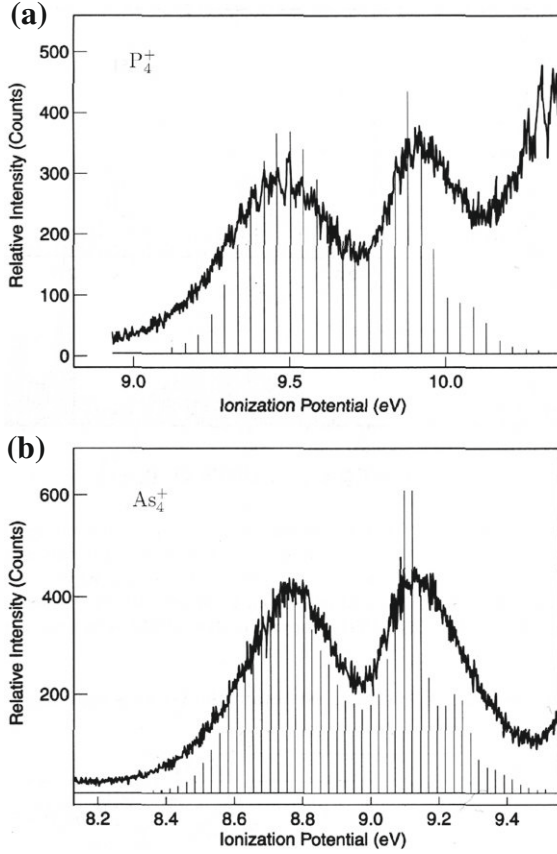 (a)
P₄⁺
Relative Intensity (Counts)
500
400
300
200
100
0
9.0 9.5 10.0
Ionization Potential (eV)
(b)
As₄⁺
Relative Intensity (Counts)
600
400
200
8.2 8.4 8.6 8.8 9.0 9.2 9.4
Ionization Potential (eV)